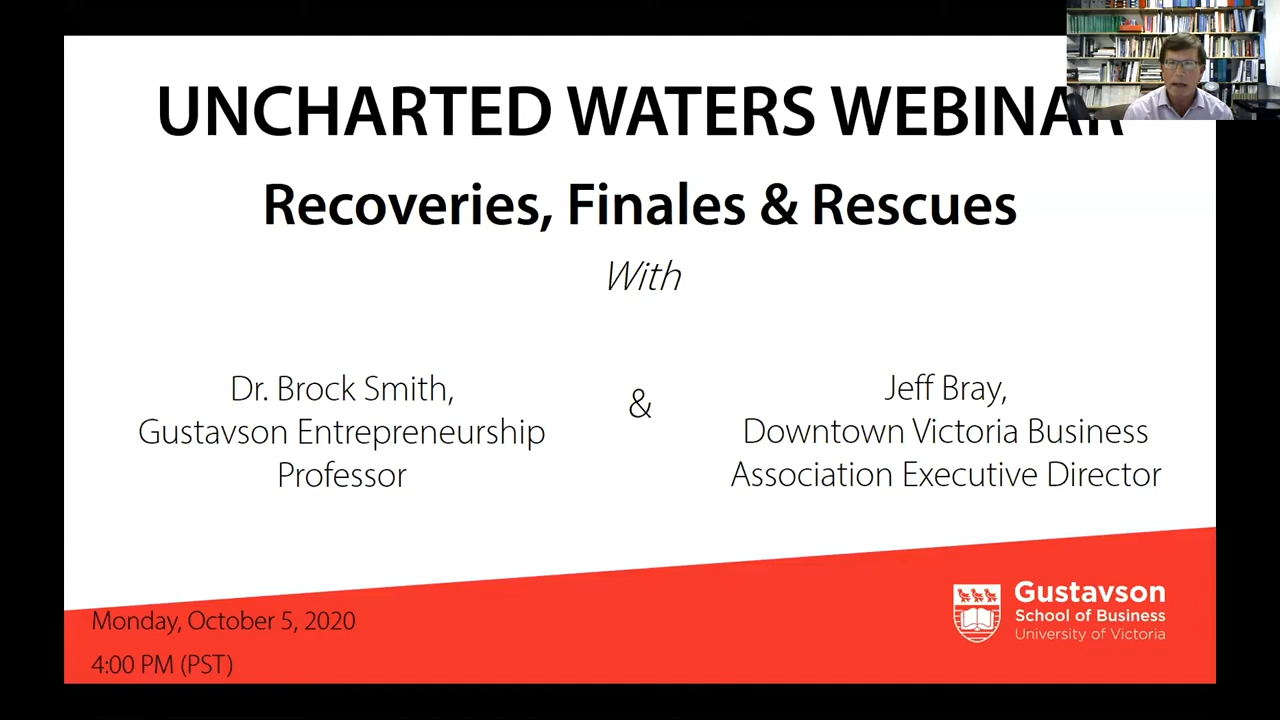 UNCHARTED WATERS WEBINAR
Recoveries, Finales & Rescues
With
Dr. Brock Smith,
Gustavson Entrepreneurship
Professor
&
Jeff Bray,
Downtown Victoria Business
Association Executive Director
Monday, October 5, 2020
4:00 PM (PST)
Gustavson
School of Business
University of Victoria